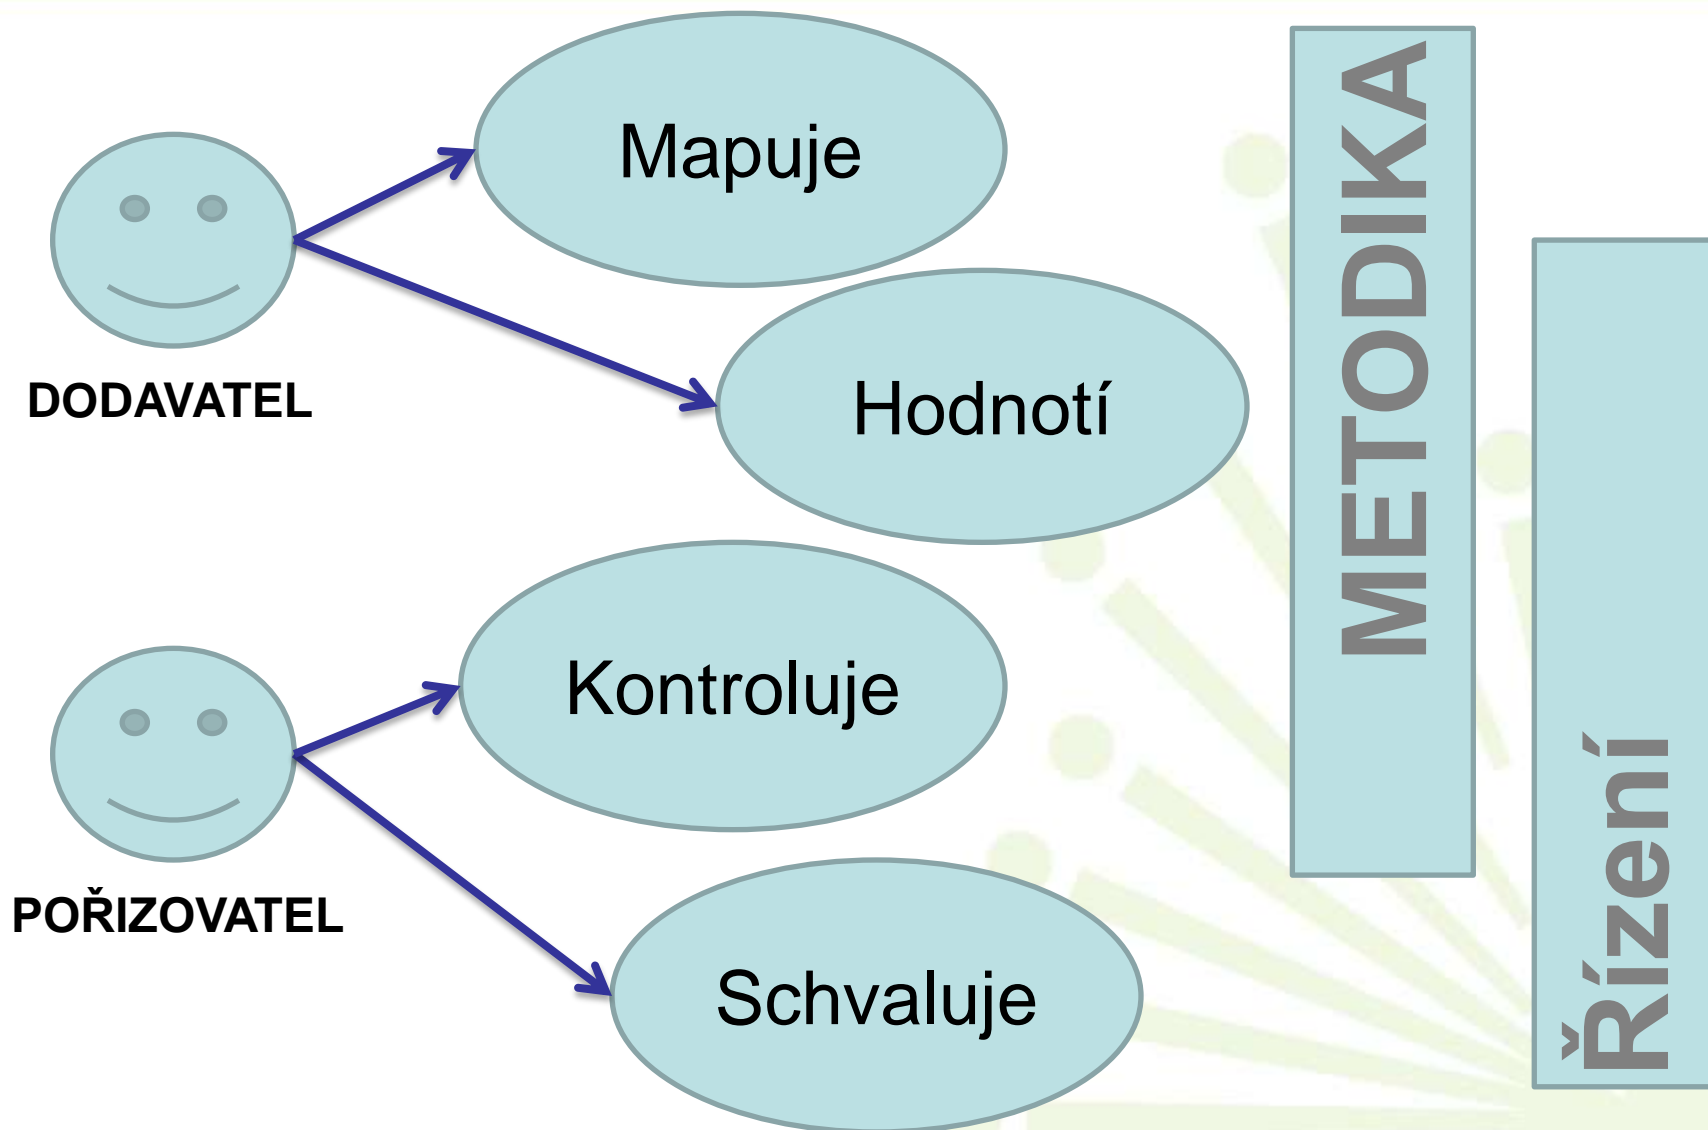 Mapuje
Hodnotí
DODAVATEL
Kontroluje
Schvaluje
POŘIZOVATEL
METODIKA
Řízení